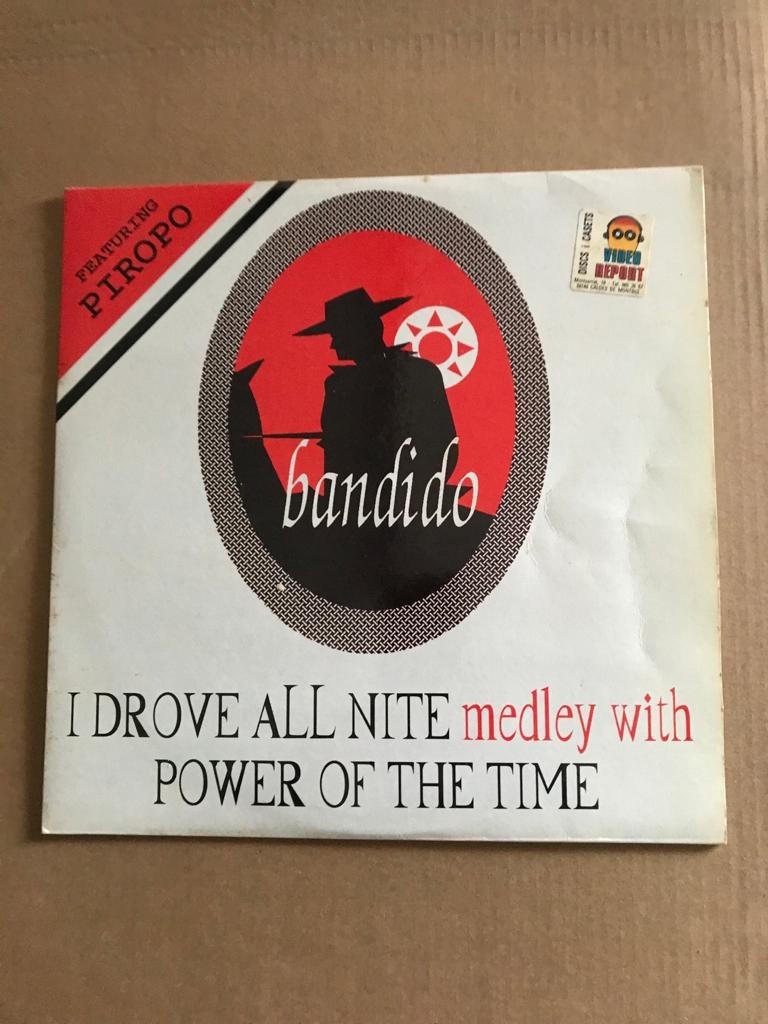 FEATURING
PIROPO
DISCS i CASETS
VIDEO
REPORT
bandido
I DROVE ALL NITE medley with
POWER OF THE TIME